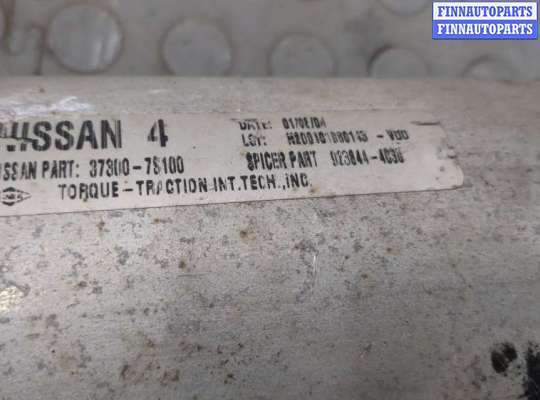 FINNAUTOPARTS
FINNAUTOPARTS
NISSAN 4
DATE: 01/02/04
LOT:
NISSAN PART: 37300-7S100
SPICER PART
TORQUE-TRACTION INT.TECH.,INC.